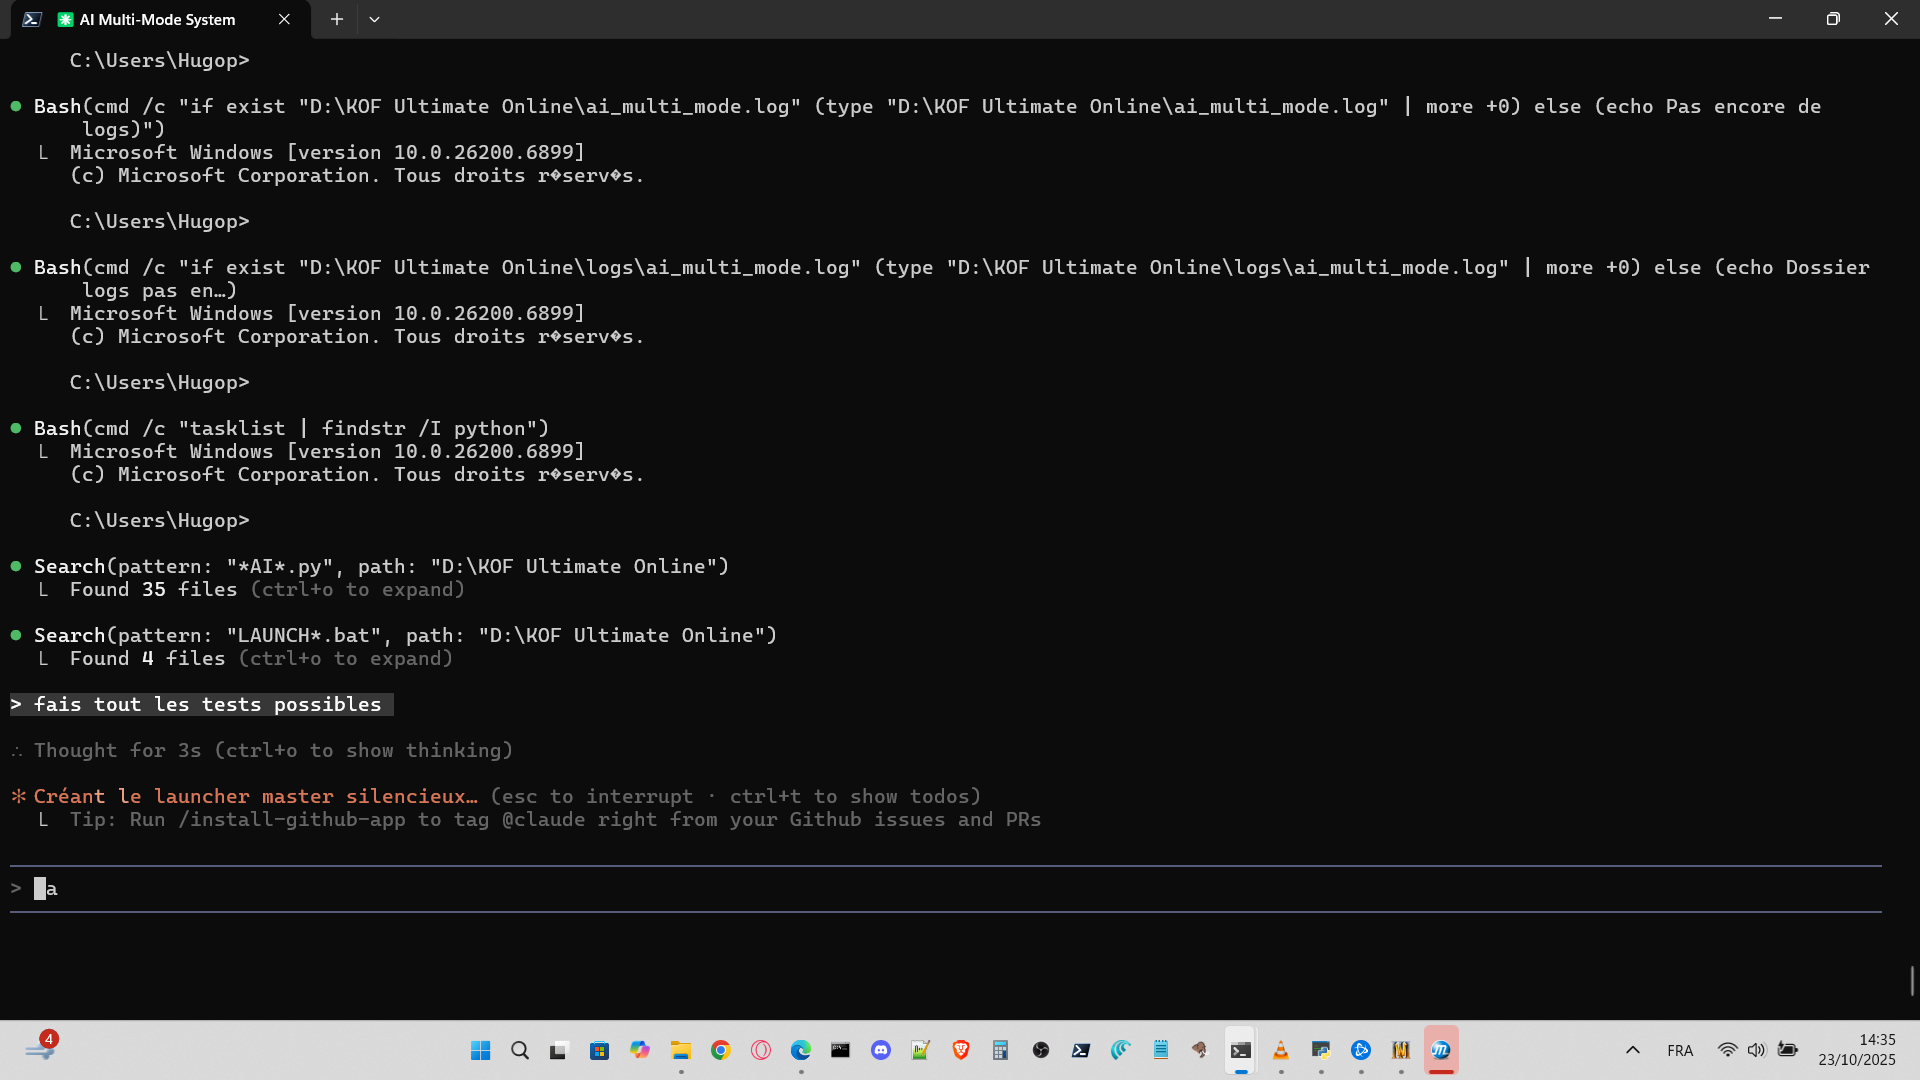 AI Multi-Mode System
C:\Users\Hugop>
● Bash(cmd /c "if exist "D:\KOF Ultimate Online\ai_multi_mode.log" (type "D:\KOF Ultimate Online\ai_multi_mode.log" | more +0) else (echo Pas encore de
logs)")
└ Microsoft Windows [version 10.0.26200.6899]
(c) Microsoft Corporation. Tous droits r�serv�s.
C:\Users\Hugop>
● Bash(cmd /c "if exist "D:\KOF Ultimate Online\logs\ai_multi_mode.log" (type "D:\KOF Ultimate Online\logs\ai_multi_mode.log" | more +0) else (echo Dossier
logs pas en…)
└ Microsoft Windows [version 10.0.26200.6899]
(c) Microsoft Corporation. Tous droits r�serv�s.
C:\Users\Hugop>
● Bash(cmd /c "tasklist | findstr /I python")
└ Microsoft Windows [version 10.0.26200.6899]
(c) Microsoft Corporation. Tous droits r�serv�s.
C:\Users\Hugop>
● Search(pattern: "*AI*.py", path: "D:\KOF Ultimate Online")
└ Found 35 files (ctrl+o to expand)
● Search(pattern: "LAUNCH*.bat", path: "D:\KOF Ultimate Online")
└ Found 4 files (ctrl+o to expand)
> fais tout les tests possibles
∴ Thought for 3s (ctrl+o to show thinking)
✻ Créant le launcher master silencieux… (esc to interrupt · ctrl+t to show todos)
└ Tip: Run /install-github-app to tag @claude right from your Github issues and PRs
> a
4
FRA
14:35
23/10/2025